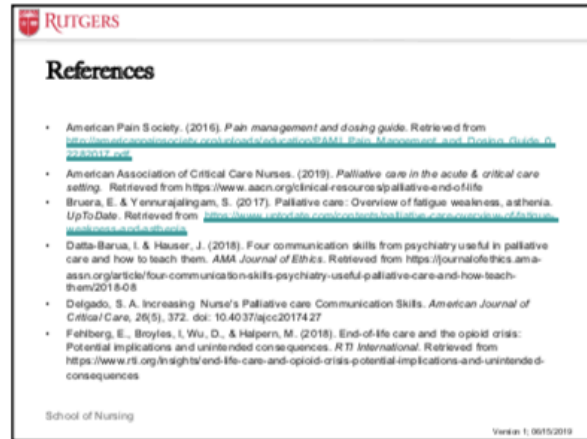 RUTGERS
References
• American Pain Society. (2016). Pain management and dosing guide. Retrieved from
http://americanpainsociety.org/uploads/education/PAMI_Pain_Mangement_and_Dosing_Guide_0
2282017.pdf
• American Association of Critical Care Nurses. (2019). Palliative care in the acute & critical care
setting. Retrieved from https://www.aacn.org/clinical-resources/palliative-end-of-life
• Bruera, E. & Yennurajalingam, S. (2017). Palliative care: Overview of fatigue weakness, asthenia.
UpToDate. Retrieved from https://www.uptodate.com/contents/palliative-care-overview-of-fatigue-
weakness-and-asthenia
• Datta-Barua, I. & Hauser, J. (2018). Four communication skills from psychiatry useful in palliative
care and how to teach them. AMA Journal of Ethics. Retrieved from https://journalofethics.ama-
assn.org/article/four-communication-skills-psychiatry-useful-palliative-care-and-how-teach-
them/2018-08
• Delgado, S. A. Increasing Nurse's Palliative care Communication Skills. American Journal of
Critical Care, 26(5), 372. doi: 10.4037/ajcc2017427
• Fehlberg, E., Broyles, I, Wu, D., & Halpern, M. (2018). End-of-life care and the opioid crisis:
Potential implications and unintended consequences. RTI International. Retrieved from
https://www.rti.org/insights/end-life-care-and-opioid-crisis-potential-implications-and-unintended-
consequences
School of Nursing
Version 1; 06/15/2019